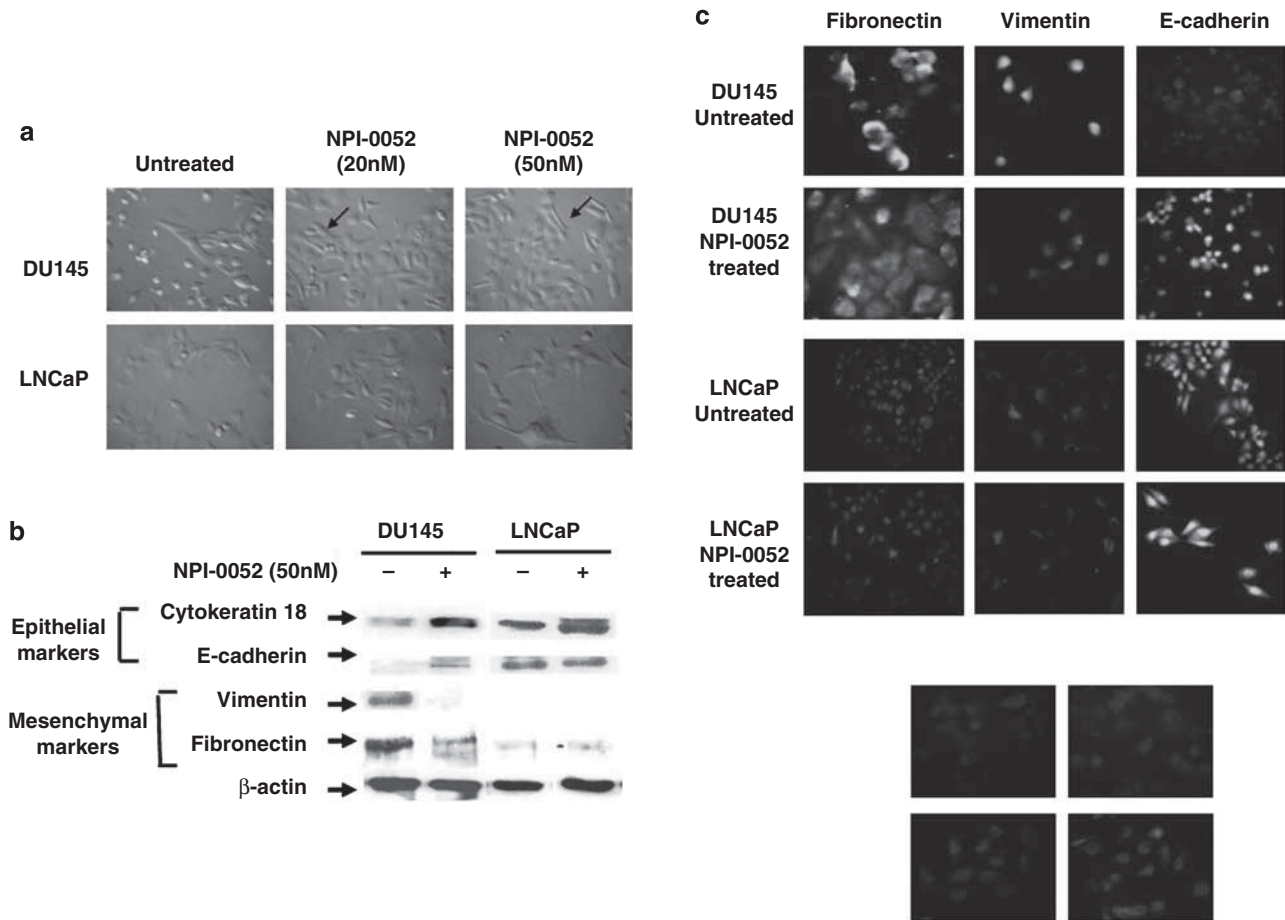 a
Untreated
NPI-0052
(20nM)
NPI-0052
(50nM)
DU145
LNCaP
b
DU145
LNCaP
NPI-0052 (50nM)
− + − +
Epithelial
markers
Cytokeratin 18
E-cadherin
Mesenchymal
markers
Vimentin
Fibronectin
β-actin
c
Fibronectin
Vimentin
E-cadherin
DU145
Untreated
DU145
NPI-0052
treated
LNCaP
Untreated
LNCaP
NPI-0052
treated